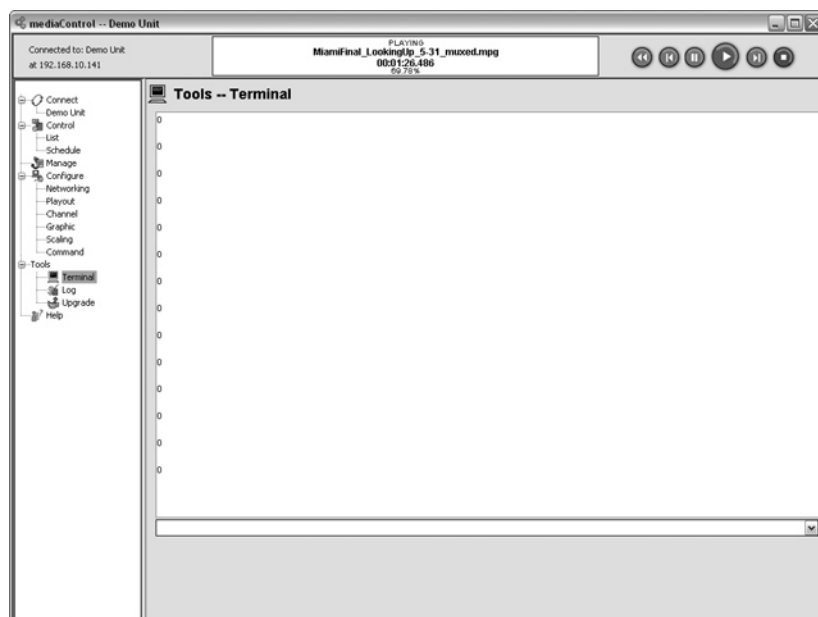 mediaControl -- Demo Unit
Connected to: Demo Unit
at 192.168.10.141
PLAYING
MiamiFinal_LookingUp_5-31_muxed.mpg
00:01:26.486
69.78%
Connect
Demo Unit
Control
List
Schedule
Manage
Configure
Networking
Playout
Channel
Graphic
Scaling
Command
Tools
Terminal
Log
Upgrade
Help
Tools -- Terminal
0
0
0
0
0
0
0
0
0
0
0
0
0
0